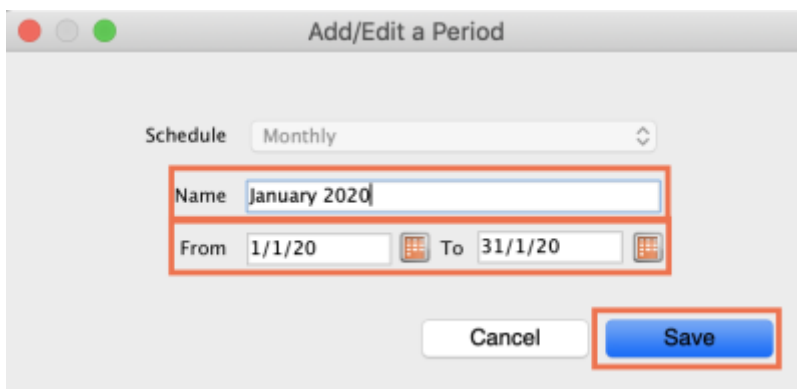 Add/Edit a Period
Schedule Monthly
Name January 2020
From 1/1/20 To 31/1/20
Cancel Save